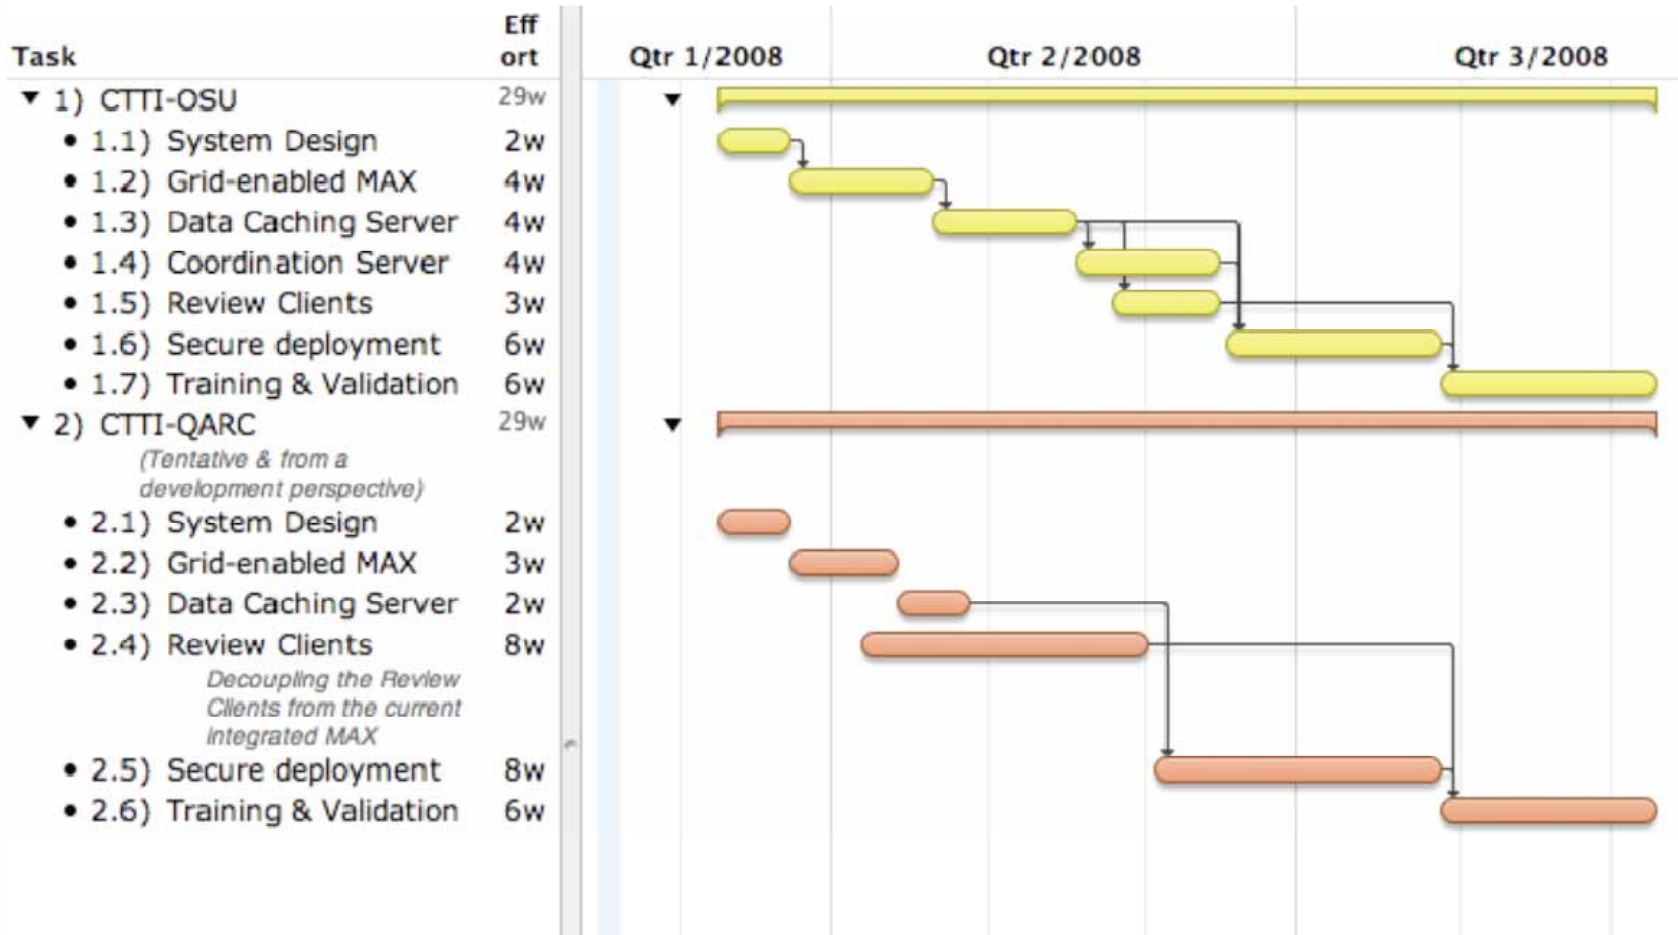 Task Eff ort Qtr 1/2008 Qtr 2/2008 Qtr 3/2008
1) CTTI-OSU 29w
1.1) System Design 2w
1.2) Grid-enabled MAX 4w
1.3) Data Caching Server 4w
1.4) Coordination Server 4w
1.5) Review Clients 3w
1.6) Secure deployment 6w
1.7) Training & Validation 6w
2) CTTI-QARC 29w
(Tentative & from a
development perspective)
2.1) System Design 2w
2.2) Grid-enabled MAX 3w
2.3) Data Caching Server 2w
2.4) Review Clients 8w
Decoupling the Review
Clients from the current
integrated MAX
2.5) Secure deployment 8w
2.6) Training & Validation 6w